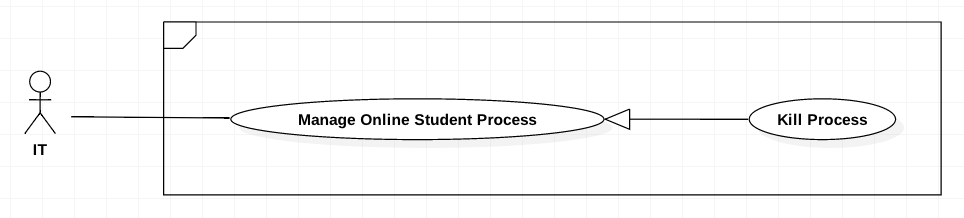 Manage Online Student Process
Kill Process
IT